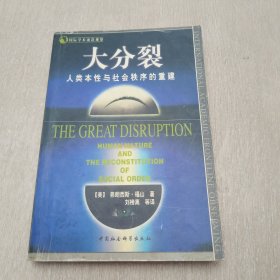 国际学术前沿观察
大分裂
人类本性与社会秩序的重建
THE GREAT DISRUPTION
HUMAN NATURE
AND
THE RECONSTITUTION
OF
SOCIAL ORDER
【美】弗朗西斯·福山 著
刘榜离 等译
中国社会科学出版社
INTERNATIONAL ACADEMIC